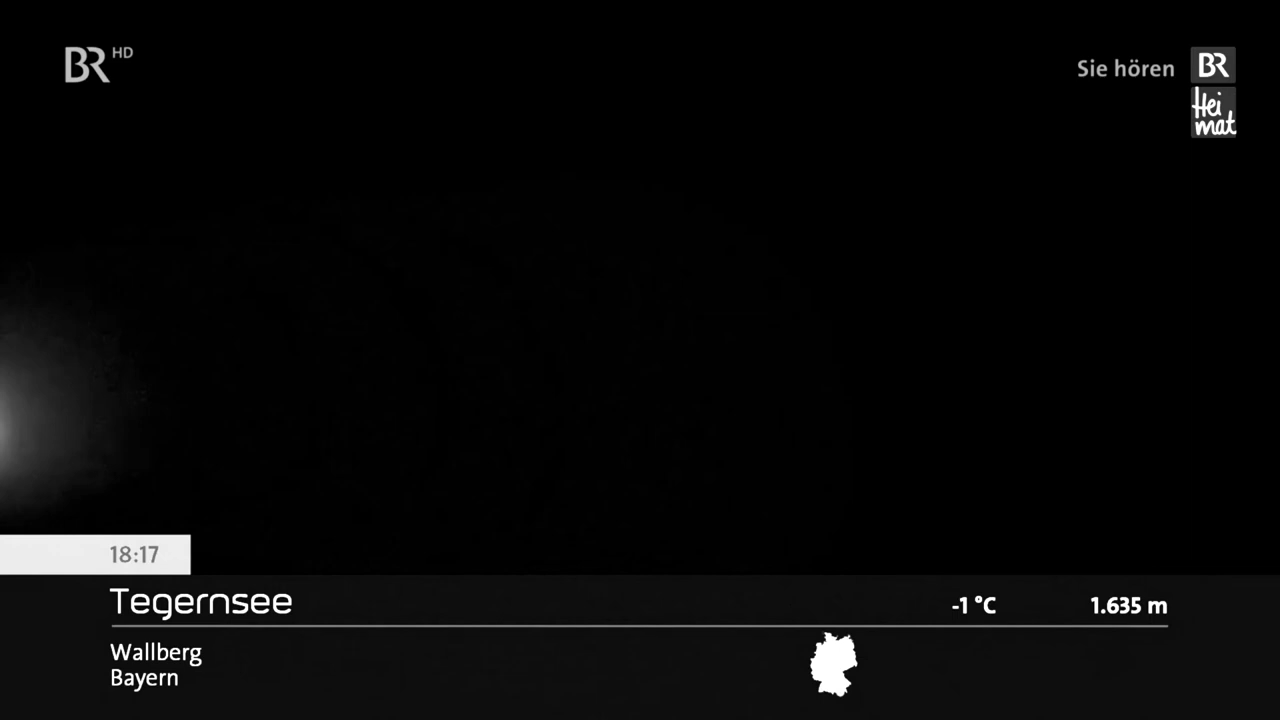 BR HD
Sie hören BR
Hei
mat
18:17
Tegernsee -1 °C 1.635 m
Wallberg
Bayern